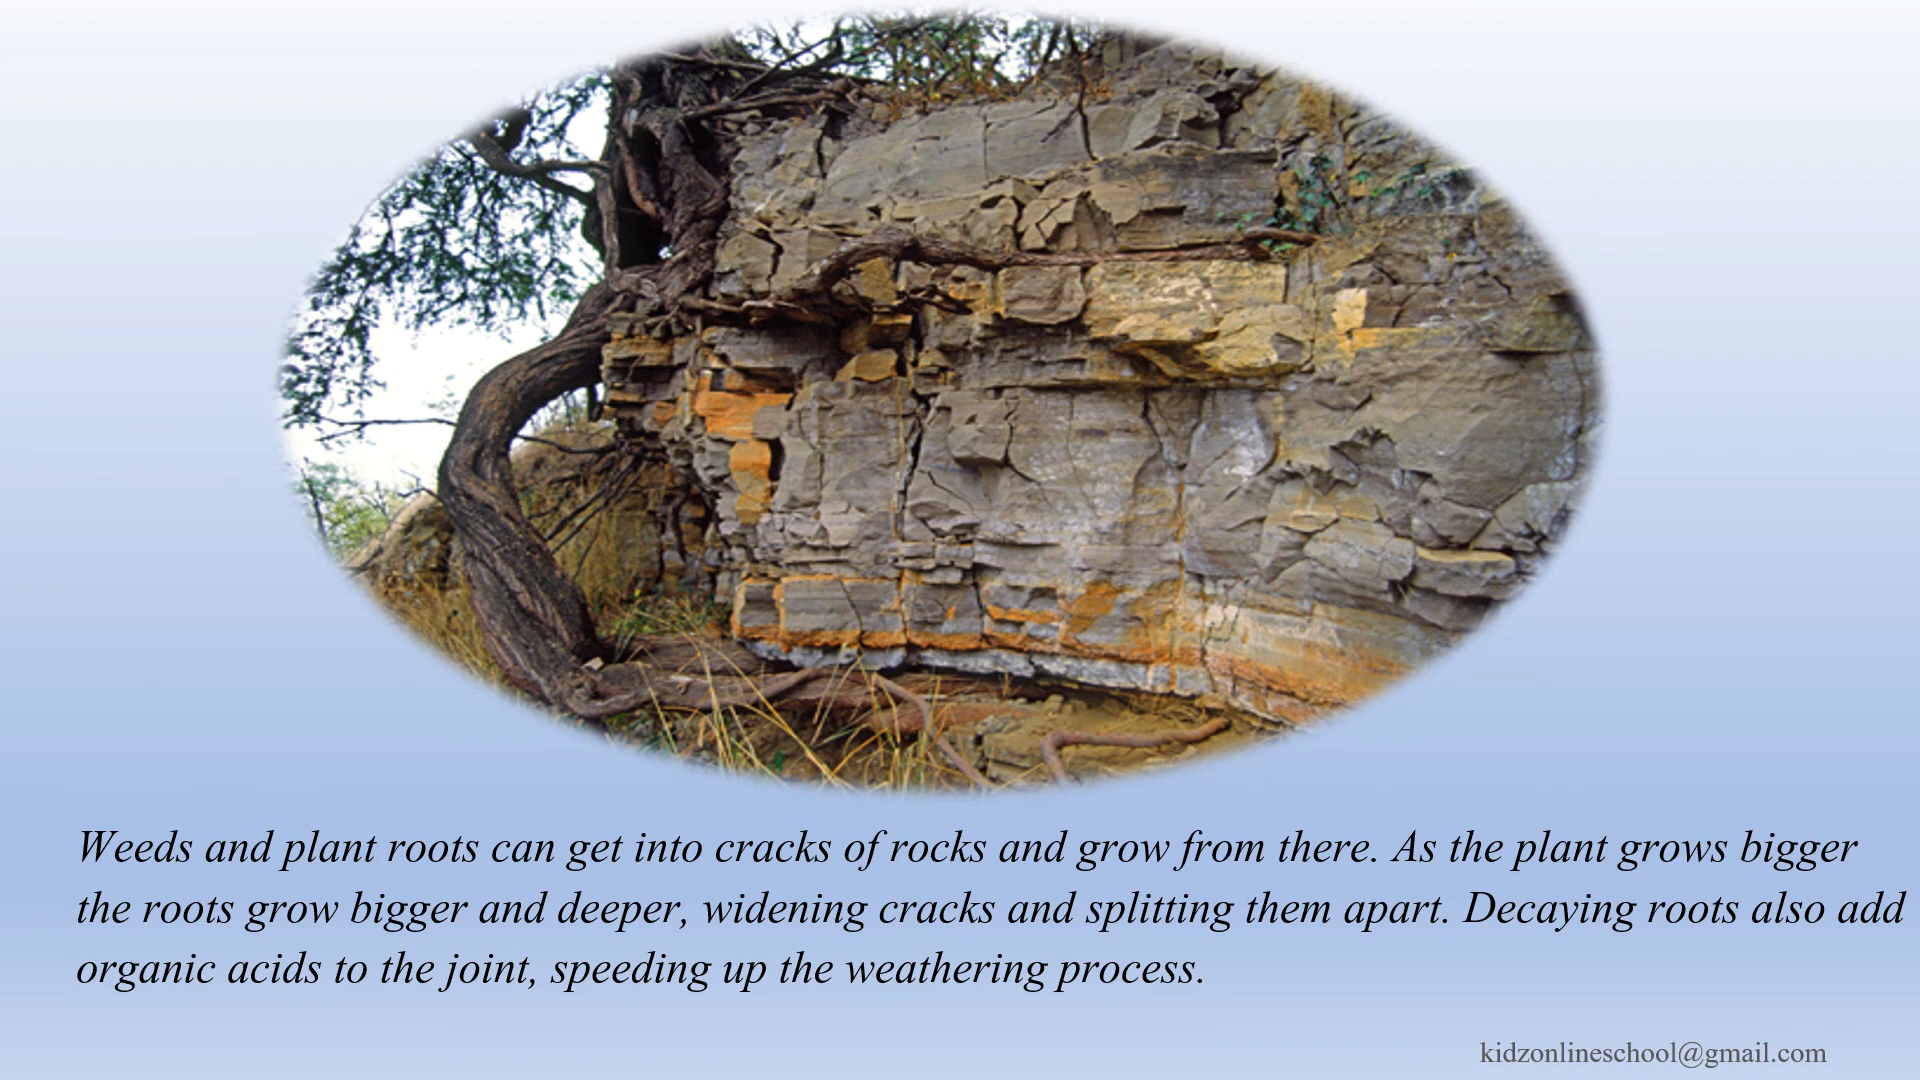 Weeds and plant roots can get into cracks of rocks and grow from there. As the plant grows bigger
the roots grow bigger and deeper, widening cracks and splitting them apart. Decaying roots also add
organic acids to the joint, speeding up the weathering process.
kidzonlineschool@gmail.com